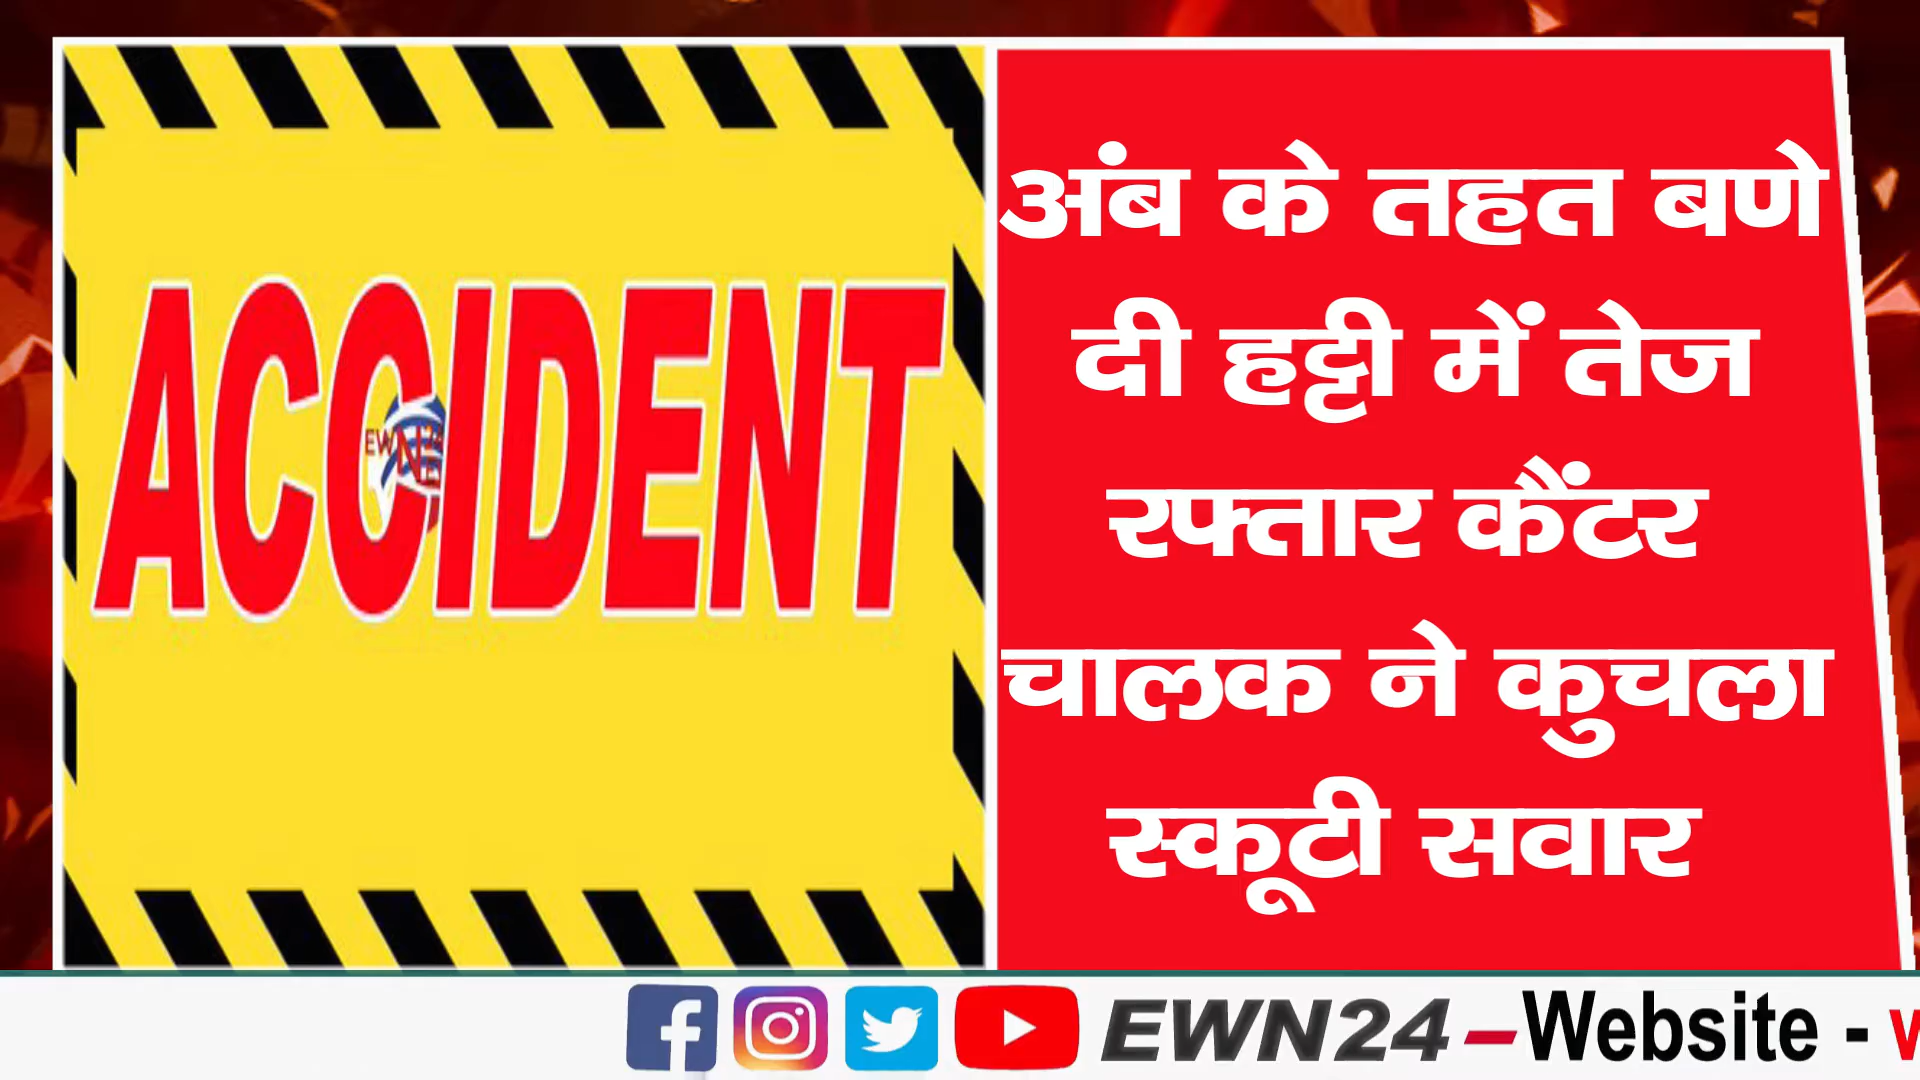 ACCIDENT
अंब के तहत बणे
दी हट्टी में तेज
रफ्तार कैंटर
चालक ने कुचला
स्कूटी सवार
EWN24 –Website -